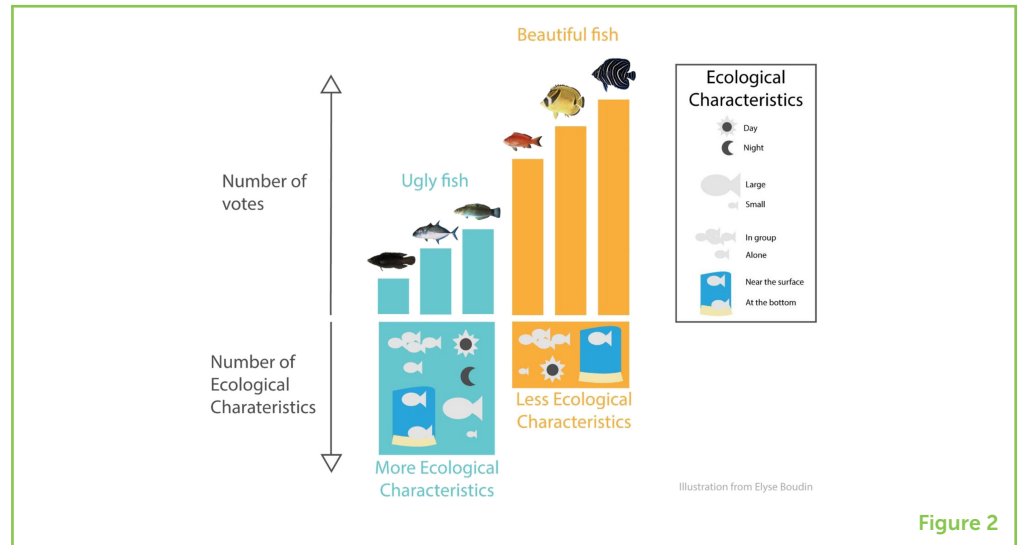 Beautiful fish
Ugly fish
Number of
votes
Number of
Ecological
Charateristics
More Ecological
Characteristics
Less Ecological
Characteristics
Ecological
Characteristics
Day
Night
Large
Small
In group
Alone
Near the surface
At the bottom
Illustration from Elyse Boudin
Figure 2